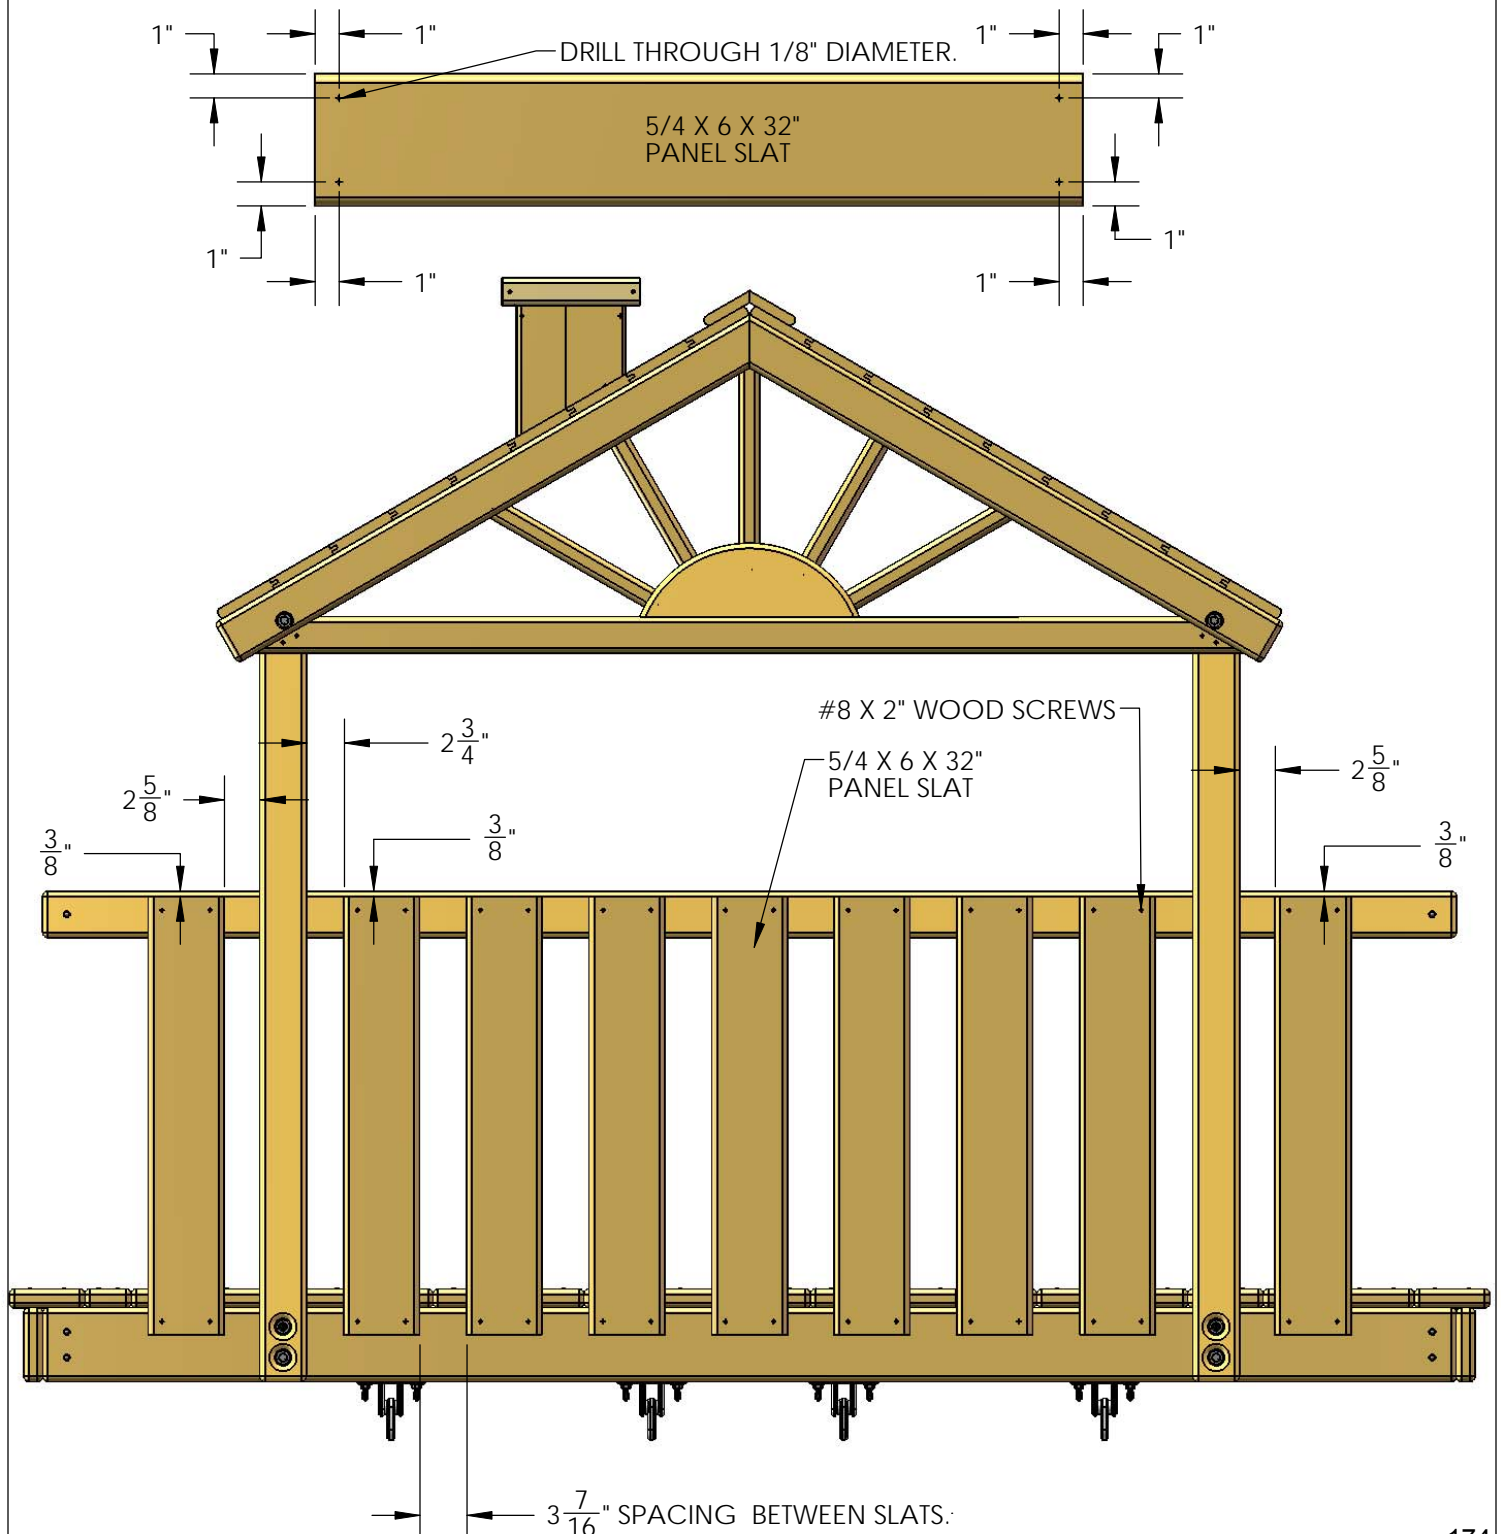 1" 1" 1" 1"
DRILL THROUGH 1/8" DIAMETER.
5/4 X 6 X 32"
PANEL SLAT
1" 1"
1" 1"
#8 X 2" WOOD SCREWS
2 3/4"
5/4 X 6 X 32"
PANEL SLAT
2 5/8"
2 5/8"
3/8"
3/8"
3/8"
3 7/16" SPACING BETWEEN SLATS.
174